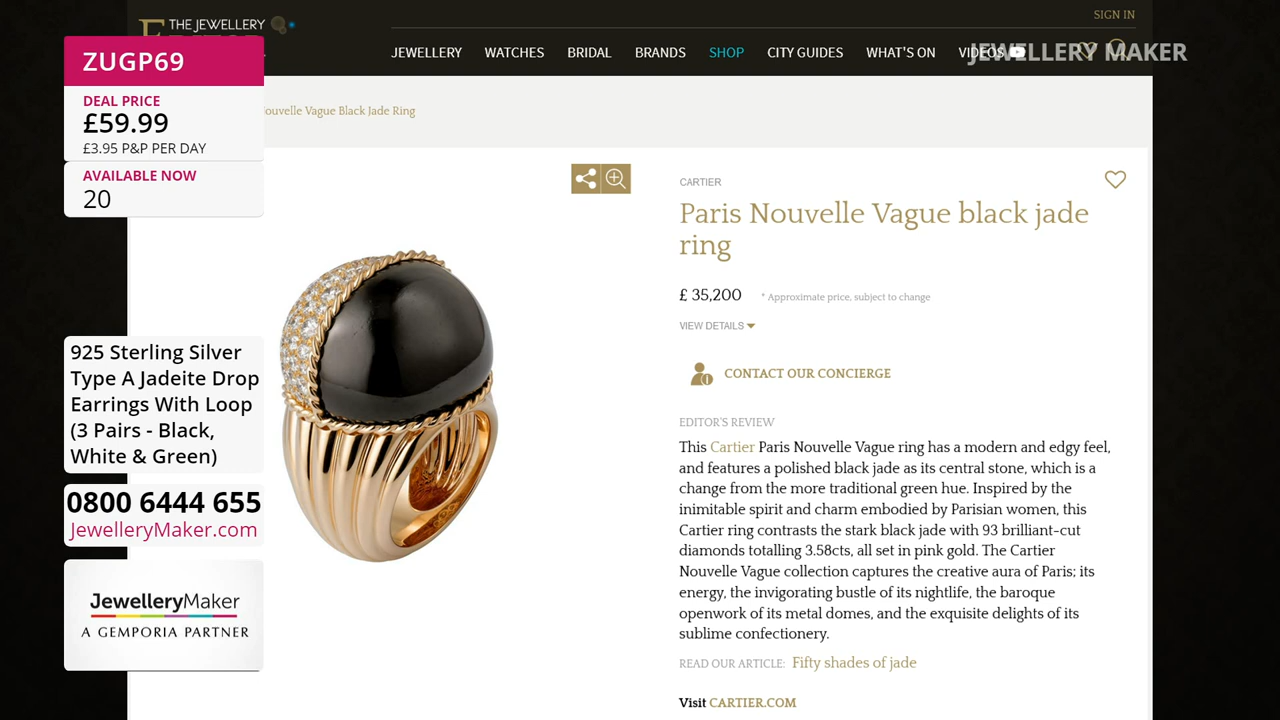 THE JEWELLERY
SIGN IN
JEWELLERY WATCHES BRIDAL BRANDS SHOP CITY GUIDES WHAT'S ON VIDEOS
JEWELLERY MAKER
ZUGP69
DEAL PRICE
£59.99
£3.95 P&P PER DAY
AVAILABLE NOW
20
ouvelle Vague Black Jade Ring
CARTIER
Paris Nouvelle Vague black jade
ring
£ 35,200 * Approximate price, subject to change
VIEW DETAILS
CONTACT OUR CONCIERGE
EDITOR'S REVIEW
This Cartier Paris Nouvelle Vague ring has a modern and edgy feel,
and features a polished black jade as its central stone, which is a
change from the more traditional green hue. Inspired by the
inimitable spirit and charm embodied by Parisian women, this
Cartier ring contrasts the stark black jade with 93 brilliant-cut
diamonds totalling 3.58cts, all set in pink gold. The Cartier
Nouvelle Vague collection captures the creative aura of Paris; its
energy, the invigorating bustle of its nightlife, the baroque
openwork of its metal domes, and the exquisite delights of its
sublime confectionery.
READ OUR ARTICLE: Fifty shades of jade
Visit CARTIER.COM
925 Sterling Silver
Type A Jadeite Drop
Earrings With Loop
(3 Pairs - Black,
White & Green)
0800 6444 655
JewelleryMaker.com
JewelleryMaker
A GEMPORIA PARTNER